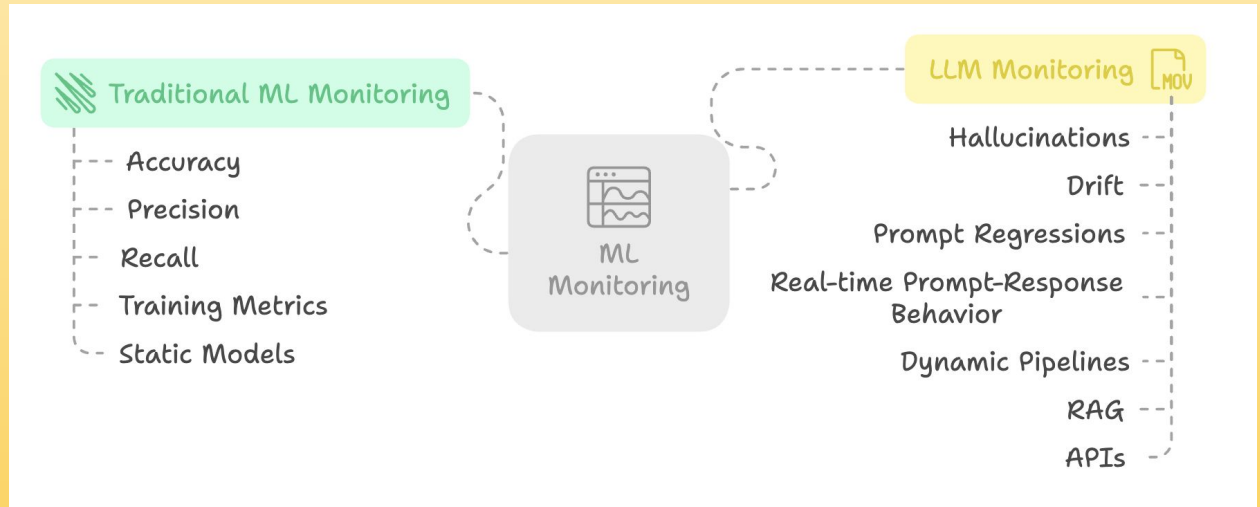 Traditional ML Monitoring
Accuracy
Precision
Recall
Training Metrics
Static Models
ML
Monitoring
LLM Monitoring
MOV
Hallucinations
Drift
Prompt Regressions
Real-time Prompt-Response
Behavior
Dynamic Pipelines
RAG
APIs